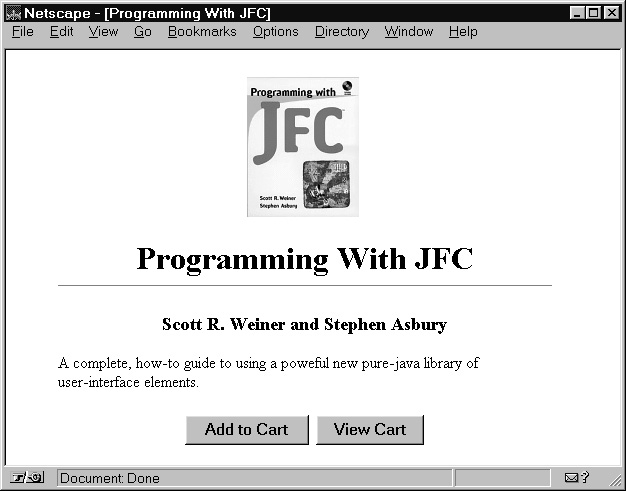 Netscape - [Programming With JFC]
File Edit View Go Bookmarks Options Directory Window Help
Programming with
JFC
Scott R. Weiner
Stephen Asbury
Programming With JFC
Scott R. Weiner and Stephen Asbury
A complete, how-to guide to using a poweful new pure-java library of
user-interface elements.
Add to Cart View Cart
Document: Done